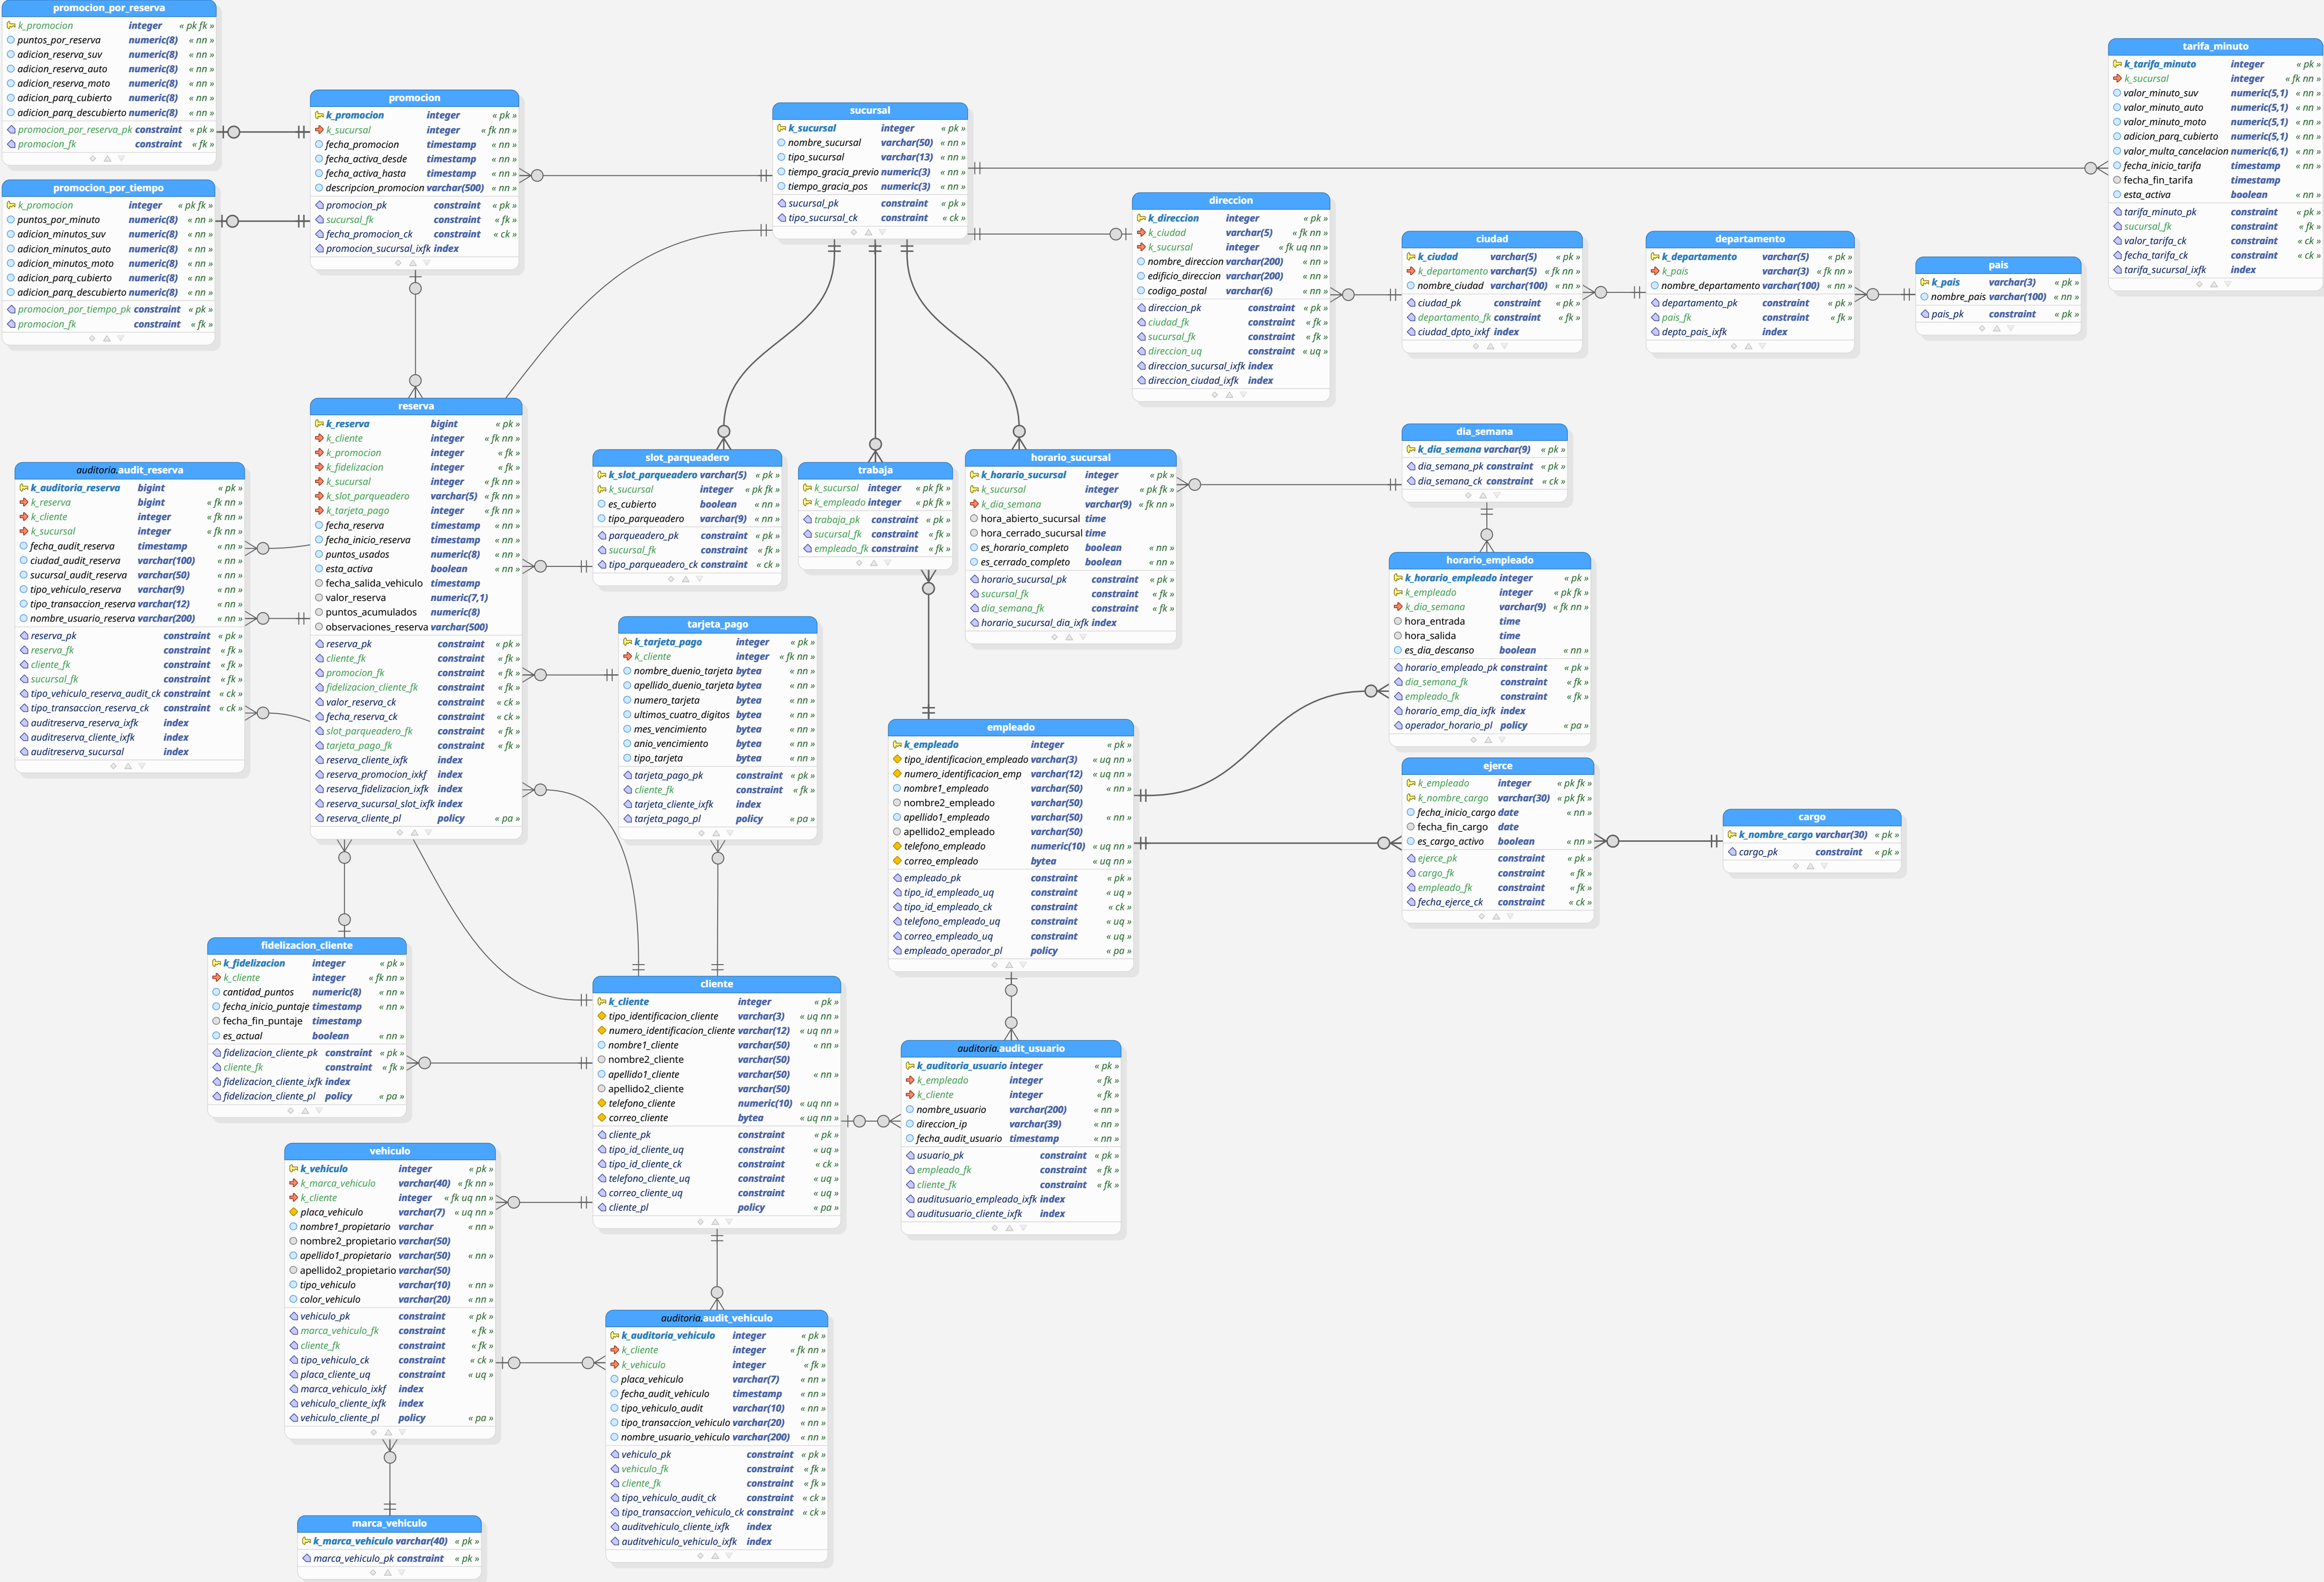 promocion_por_reserva
k_promocion integer « pk fk »
puntos_por_reserva numeric(8) « nn »
adicion_reserva_suv numeric(8) « nn »
adicion_reserva_auto numeric(8) « nn »
adicion_reserva_moto numeric(8) « nn »
adicion_parq_cubierto numeric(8) « nn »
adicion_parq_descubierto numeric(8) « nn »
promocion_por_reserva_pk constraint « pk »
promocion_fk constraint « fk »
promocion_por_tiempo
k_promocion integer « pk fk »
puntos_por_minuto numeric(8) « nn »
adicion_minutos_suv numeric(8) « nn »
adicion_minutos_auto numeric(8) « nn »
adicion_minutos_moto numeric(8) « nn »
adicion_parq_cubierto numeric(8) « nn »
adicion_parq_descubierto numeric(8) « nn »
promocion_por_tiempo_pk constraint « pk »
promocion_fk constraint « fk »
promocion
k_promocion integer « pk »
k_sucursal integer « fk nn »
fecha_promocion timestamp « nn »
fecha_activa_desde timestamp « nn »
fecha_activa_hasta timestamp « nn »
descripcion_promocion varchar(500) « nn »
promocion_pk constraint « pk »
sucursal_fk constraint « fk »
fecha_promocion_ck constraint « ck »
promocion_sucursal_ixfk index
sucursal
k_sucursal integer « pk »
nombre_sucursal varchar(50) « nn »
tipo_sucursal varchar(13) « nn »
tiempo_gracia_previo numeric(3) « nn »
tiempo_gracia_pos numeric(3) « nn »
sucursal_pk constraint « pk »
tipo_sucursal_ck constraint « ck »
tarifa_minuto
k_tarifa_minuto integer « pk »
k_sucursal integer « fk nn »
valor_minuto_suv numeric(5,1) « nn »
valor_minuto_auto numeric(5,1) « nn »
valor_minuto_moto numeric(5,1) « nn »
adicion_parq_cubierto numeric(5,1) « nn »
valor_multa_cancelacion numeric(6,1) « nn »
fecha_inicio_tarifa timestamp « nn »
fecha_fin_tarifa timestamp
esta_activa boolean « nn »
tarifa_minuto_pk constraint « pk »
sucursal_fk constraint « fk »
valor_tarifa_ck constraint « ck »
fecha_tarifa_ck constraint « ck »
tarifa_sucursal_ixfk index
direccion
k_direccion integer « pk »
k_ciudad varchar(5) « fk nn »
k_sucursal integer « fk uq nn »
nombre_direccion varchar(200) « nn »
edificio_direccion varchar(200) « nn »
codigo_postal varchar(6) « nn »
direccion_pk constraint « pk »
ciudad_fk constraint « fk »
sucursal_fk constraint « fk »
direccion_uq constraint « uq »
direccion_sucursal_ixfk index
direccion_ciudad_ixfk index
ciudad
k_ciudad varchar(5) « pk »
k_departamento varchar(5) « fk nn »
nombre_ciudad varchar(100) « nn »
ciudad_pk constraint « pk »
departamento_fk constraint « fk »
ciudad_dpto_ixkf index
departamento
k_departamento varchar(5) « pk »
k_pais varchar(3) « fk nn »
nombre_departamento varchar(100) « nn »
departamento_pk constraint « pk »
pais_fk constraint « fk »
depto_pais_ixfk index
pais
k_pais varchar(3) « pk »
nombre_pais varchar(100) « nn »
pais_pk constraint « pk »
auditoria.audit_reserva
k_auditoria_reserva bigint « pk »
k_reserva bigint « fk nn »
k_cliente integer « fk nn »
k_sucursal integer « fk nn »
fecha_audit_reserva timestamp « nn »
ciudad_audit_reserva varchar(100) « nn »
sucursal_audit_reserva varchar(50) « nn »
tipo_vehiculo_reserva varchar(9) « nn »
tipo_transaccion_reserva varchar(12) « nn »
nombre_usuario_reserva varchar(200) « nn »
reserva_pk constraint « pk »
reserva_fk constraint « fk »
cliente_fk constraint « fk »
sucursal_fk constraint « fk »
tipo_vehiculo_reserva_audit_ck constraint « ck »
tipo_transaccion_reserva_ck constraint « ck »
auditreserva_reserva_ixfk index
auditreserva_cliente_ixfk index
auditreserva_sucursal index
reserva
k_reserva bigint « pk »
k_cliente integer « fk nn »
k_promocion integer « fk »
k_fidelizacion integer « fk »
k_sucursal integer « fk nn »
k_slot_parqueadero varchar(5) « fk nn »
k_tarjeta_pago integer « fk nn »
fecha_reserva timestamp « nn »
fecha_inicio_reserva timestamp « nn »
puntos_usados numeric(8) « nn »
esta_activa boolean « nn »
fecha_salida_vehiculo timestamp
valor_reserva numeric(7,1)
puntos_acumulados numeric(8)
observaciones_reserva varchar(500)
reserva_pk constraint « pk »
cliente_fk constraint « fk »
promocion_fk constraint « fk »
fidelizacion_cliente_fk constraint « fk »
valor_reserva_ck constraint « ck »
fecha_reserva_ck constraint « ck »
slot_parqueadero_fk constraint « fk »
tarjeta_pago_fk constraint « fk »
reserva_cliente_ixfk index
reserva_promocion_ixkf index
reserva_fidelizacion_ixfk index
reserva_sucursal_slot_ixfk index
reserva_cliente_pl policy « pa »
slot_parqueadero
k_slot_parqueadero varchar(5) « pk »
k_sucursal integer « pk fk »
es_cubierto boolean « nn »
tipo_parqueadero varchar(9) « nn »
parqueadero_pk constraint « pk »
sucursal_fk constraint « fk »
tipo_parqueadero_ck constraint « ck »
trabaja
k_sucursal integer « pk fk »
k_empleado integer « pk fk »
trabaja_pk constraint « pk »
sucursal_fk constraint « fk »
empleado_fk constraint « fk »
horario_sucursal
k_horario_sucursal integer « pk »
k_sucursal integer « pk fk »
k_dia_semana varchar(9) « fk nn »
hora_abierto_sucursal time
hora_cerrado_sucursal time
es_horario_completo boolean « nn »
es_cerrado_completo boolean « nn »
horario_sucursal_pk constraint « pk »
sucursal_fk constraint « fk »
dia_semana_fk constraint « fk »
horario_sucursal_dia_ixfk index
dia_semana
k_dia_semana varchar(9) « pk »
dia_semana_pk constraint « pk »
dia_semana_ck constraint « ck »
horario_empleado
k_horario_empleado integer « pk »
k_empleado integer « pk fk »
k_dia_semana varchar(9) « fk nn »
hora_entrada time
hora_salida time
es_dia_descanso boolean « nn »
horario_empleado_pk constraint « pk »
dia_semana_fk constraint « fk »
empleado_fk constraint « fk »
horario_emp_dia_ixfk index
operador_horario_pl policy « pa »
tarjeta_pago
k_tarjeta_pago integer « pk »
k_cliente integer « fk nn »
nombre_duenio_tarjeta bytea « nn »
apellido_duenio_tarjeta bytea « nn »
numero_tarjeta bytea « nn »
ultimos_cuatro_digitos bytea « nn »
mes_vencimiento bytea « nn »
anio_vencimiento bytea « nn »
tipo_tarjeta bytea « nn »
tarjeta_pago_pk constraint « pk »
cliente_fk constraint « fk »
tarjeta_cliente_ixfk index
tarjeta_pago_pl policy « pa »
empleado
k_empleado integer « pk »
tipo_identificacion_empleado varchar(3) « uq nn »
numero_identificacion_emp varchar(12) « uq nn »
nombre1_empleado varchar(50) « nn »
nombre2_empleado varchar(50)
apellido1_empleado varchar(50) « nn »
apellido2_empleado varchar(50)
telefono_empleado numeric(10) « uq nn »
correo_empleado bytea « uq nn »
empleado_pk constraint « pk »
tipo_id_empleado_uq constraint « uq »
tipo_id_empleado_ck constraint « ck »
telefono_empleado_uq constraint « uq »
correo_empleado_uq constraint « uq »
empleado_operador_pl policy « pa »
ejerce
k_empleado integer « pk fk »
k_nombre_cargo varchar(30) « pk fk »
fecha_inicio_cargo date « nn »
fecha_fin_cargo date
es_cargo_activo boolean « nn »
ejerce_pk constraint « pk »
cargo_fk constraint « fk »
empleado_fk constraint « fk »
fecha_ejerce_ck constraint « ck »
cargo
k_nombre_cargo varchar(30) « pk »
cargo_pk constraint « pk »
fidelizacion_cliente
k_fidelizacion integer « pk »
k_cliente integer « fk nn »
cantidad_puntos numeric(8) « nn »
fecha_inicio_puntaje timestamp « nn »
fecha_fin_puntaje timestamp
es_actual boolean « nn »
fidelizacion_cliente_pk constraint « pk »
cliente_fk constraint « fk »
fidelizacion_cliente_ixfk index
fidelizacion_cliente_pl policy « pa »
cliente
k_cliente integer « pk »
tipo_identificacion_cliente varchar(3) « uq nn »
numero_identificacion_cliente varchar(12) « uq nn »
nombre1_cliente varchar(50) « nn »
nombre2_cliente varchar(50)
apellido1_cliente varchar(50) « nn »
apellido2_cliente varchar(50)
telefono_cliente numeric(10) « uq nn »
correo_cliente bytea « uq nn »
cliente_pk constraint « pk »
tipo_id_cliente_uq constraint « uq »
tipo_id_cliente_ck constraint « ck »
telefono_cliente_uq constraint « uq »
correo_cliente_uq constraint « uq »
cliente_pl policy « pa »
auditoria.audit_usuario
k_auditoria_usuario integer « pk »
k_empleado integer « fk »
k_cliente integer « fk »
nombre_usuario varchar(200) « nn »
direccion_ip varchar(39) « nn »
fecha_audit_usuario timestamp « nn »
usuario_pk constraint « pk »
empleado_fk constraint « fk »
cliente_fk constraint « fk »
auditusuario_empleado_ixfk index
auditusuario_cliente_ixfk index
vehiculo
k_vehiculo integer « pk »
k_marca_vehiculo varchar(40) « fk nn »
k_cliente integer « fk uq nn »
placa_vehiculo varchar(7) « uq nn »
nombre1_propietario varchar « nn »
nombre2_propietario varchar(50)
apellido1_propietario varchar(50) « nn »
apellido2_propietario varchar(50)
tipo_vehiculo varchar(10) « nn »
color_vehiculo varchar(20) « nn »
vehiculo_pk constraint « pk »
marca_vehiculo_fk constraint « fk »
cliente_fk constraint « fk »
tipo_vehiculo_ck constraint « ck »
placa_cliente_uq constraint « uq »
marca_vehiculo_ixkf index
vehiculo_cliente_ixfk index
vehiculo_cliente_pl policy « pa »
auditoria.audit_vehiculo
k_auditoria_vehiculo integer « pk »
k_cliente integer « fk nn »
k_vehiculo integer « fk »
placa_vehiculo varchar(7) « nn »
fecha_audit_vehiculo timestamp « nn »
tipo_vehiculo_audit varchar(10) « nn »
tipo_transaccion_vehiculo varchar(20) « nn »
nombre_usuario_vehiculo varchar(200) « nn »
vehiculo_pk constraint « pk »
vehiculo_fk constraint « fk »
cliente_fk constraint « fk »
tipo_vehiculo_audit_ck constraint « ck »
tipo_transaccion_vehiculo_ck constraint « ck »
auditvehiculo_cliente_ixfk index
auditvehiculo_vehiculo_ixfk index
marca_vehiculo
k_marca_vehiculo varchar(40) « pk »
marca_vehiculo_pk constraint « pk »